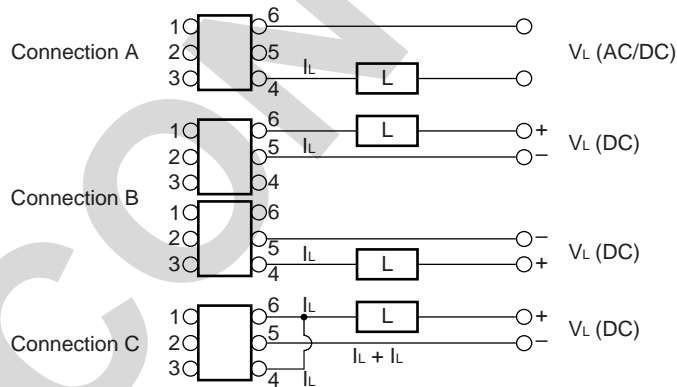 1 6
Connection A 2 5 VL (AC/DC)
3 4 IL L
1 6 L + VL (DC)
2 5 IL –
3 4
Connection B
1 6
2 5 –
3 4 IL L + VL (DC)
1 6 IL L + VL (DC)
Connection C 2 5 –
IL + IL
3 4 IL
CON